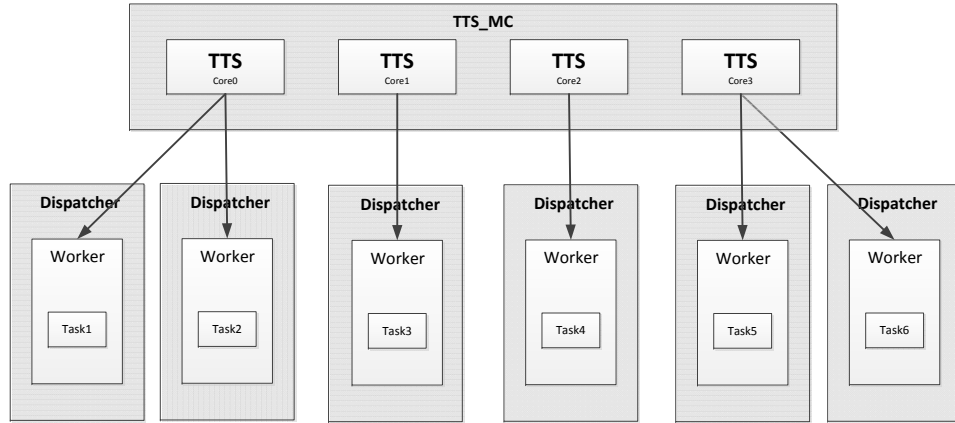 TTS_MC
TTS
Core0
TTS
Core1
TTS
Core2
TTS
Core3
Dispatcher
Worker
Task1
Dispatcher
Worker
Task2
Dispatcher
Worker
Task3
Dispatcher
Worker
Task4
Dispatcher
Worker
Task5
Dispatcher
Worker
Task6